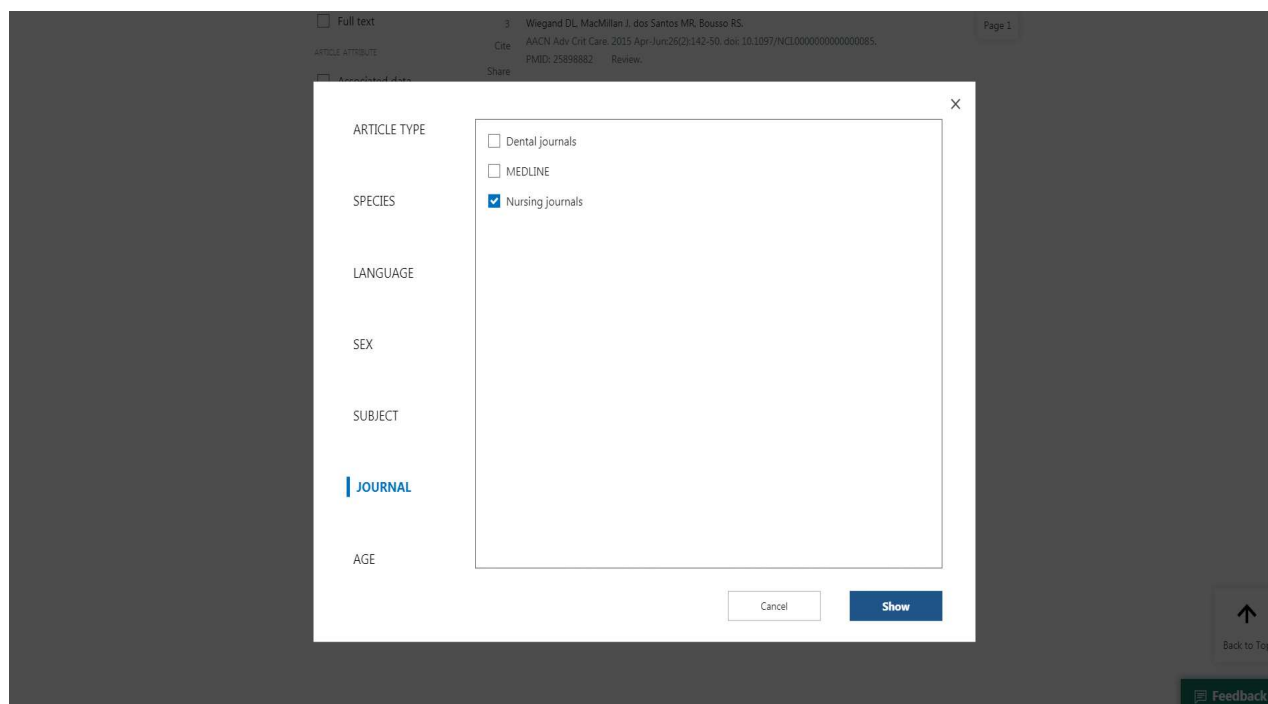 Full text
3 Wiegand DL, MacMillan J, dos Santos MR, Bousso RS.
Page 1
ARTICLE ATTRIBUTE
Cite AACN Adv Crit Care. 2015 Apr-Jun;26(2):142-50. doi: 10.1097/NCI.0000000000000085.
PMID: 25898882 Review.
Share
Associated data
ARTICLE TYPE
SPECIES
LANGUAGE
SEX
SUBJECT
JOURNAL
AGE
Dental journals
MEDLINE
Nursing journals
Cancel
Show
Back to Top
Feedback